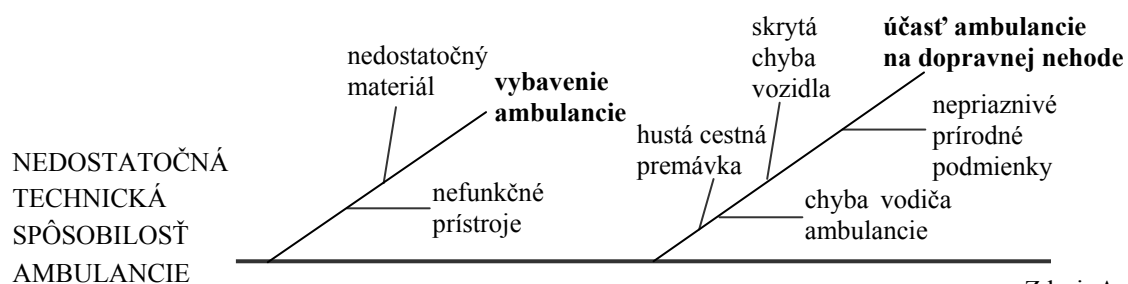 nedostatočný
materiál
vybavenie
ambulancie
nefunkčné
prístroje
skrytá
chyba
vozidla
účasť ambulancie
na dopravnej nehode
hustá cestná
premávka
nepriaznivé
prírodné
podmienky
chyba vodiča
ambulancie
NEDOSTATOČNÁ
TECHNICKÁ
SPÔSOBILOSŤ
AMBULANCIE